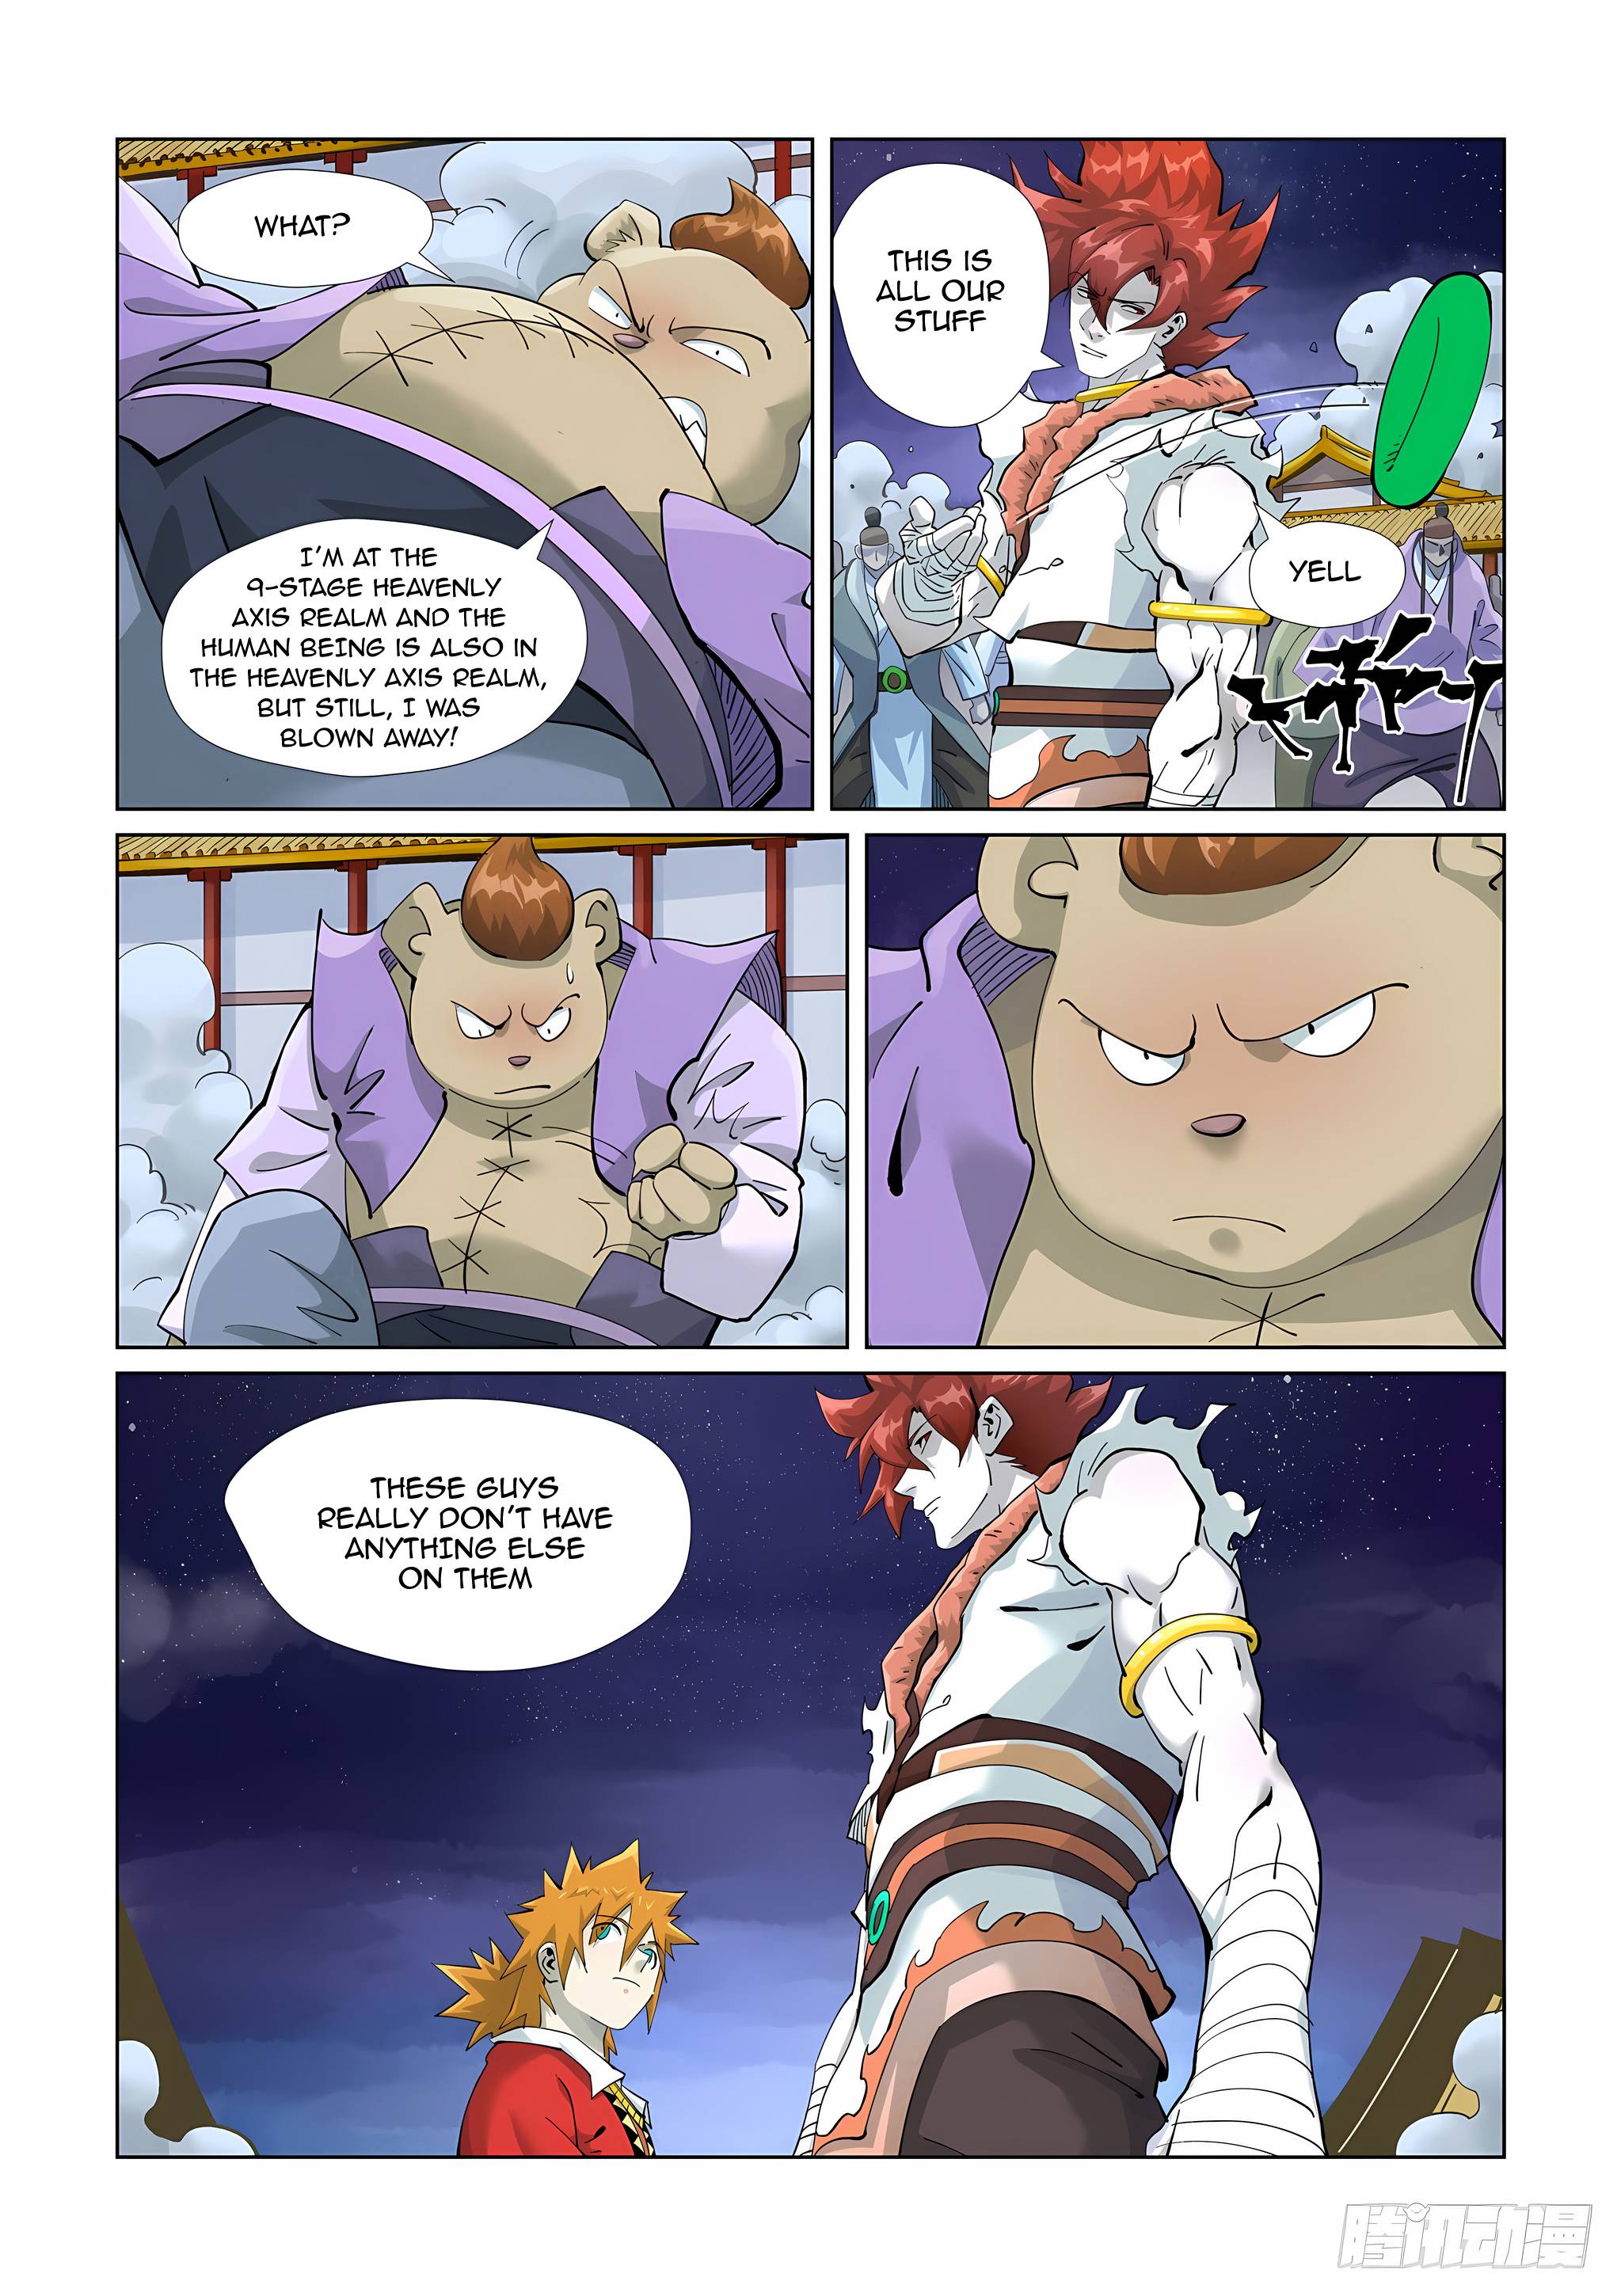 WHAT?
I'M AT THE
9-STAGE HEAVENLY
AXIS REALM AND THE
HUMAN BEING IS ALSO IN
THE HEAVENLY AXIS REALM,
BUT STILL, I WAS
BLOWN AWAY!
THIS IS
ALL OUR
STUFF
YELL
THESE GUYS
REALLY DON'T HAVE
ANYTHING ELSE
ON THEM
腾讯动漫